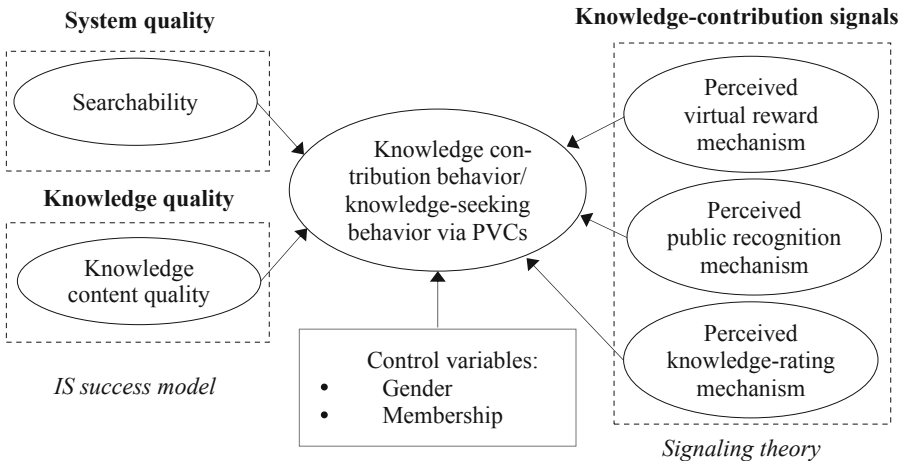 System quality
Searchability
Knowledge quality
Knowledge
content quality
IS success model
Knowledge con-
tribution behavior/
knowledge-seeking
behavior via PVCs
Control variables:
• Gender
• Membership
Knowledge-contribution signals
Perceived
virtual reward
mechanism
Perceived
public recognition
mechanism
Perceived
knowledge-rating
mechanism
Signaling theory